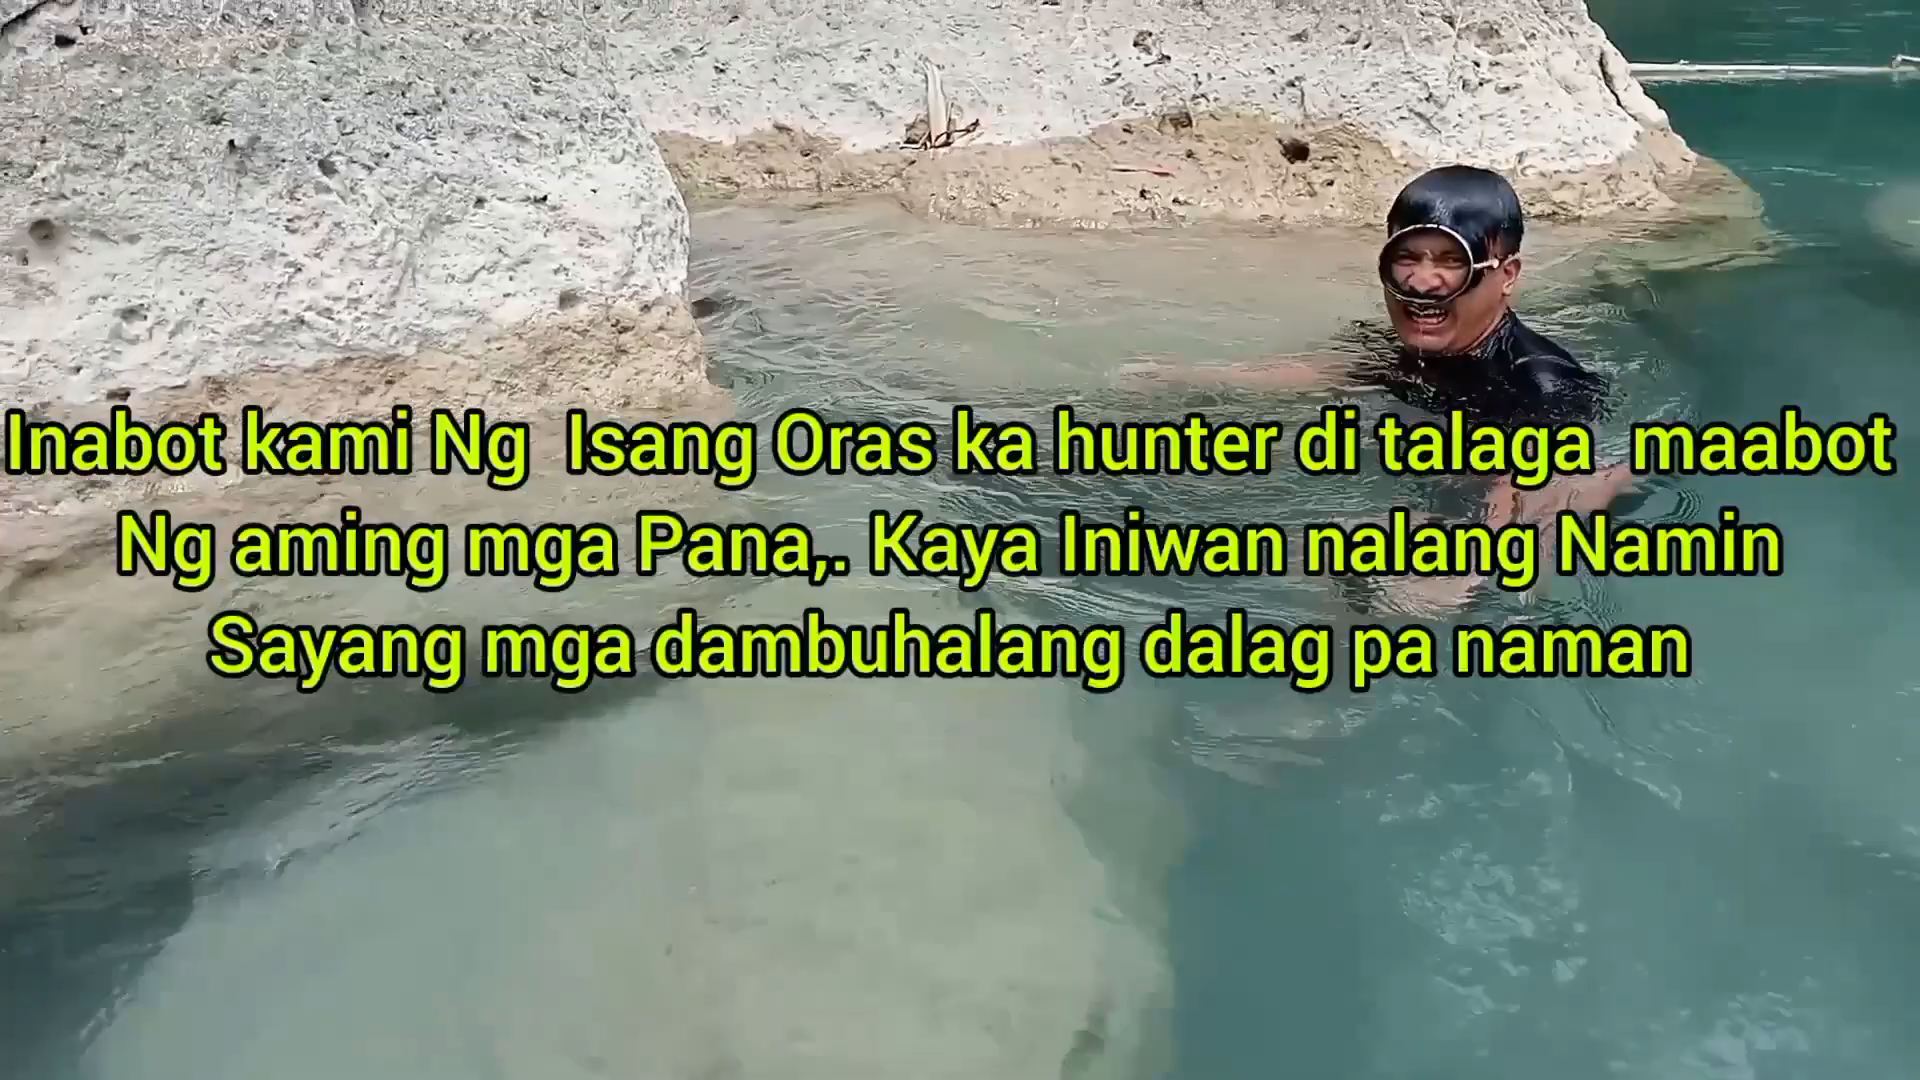 Inabot kami Ng Isang Oras ka hunter di talaga maabot
Ng aming mga Pana,. Kaya Iniwan nalang Namin
Sayang mga dambuhalang dalag pa naman